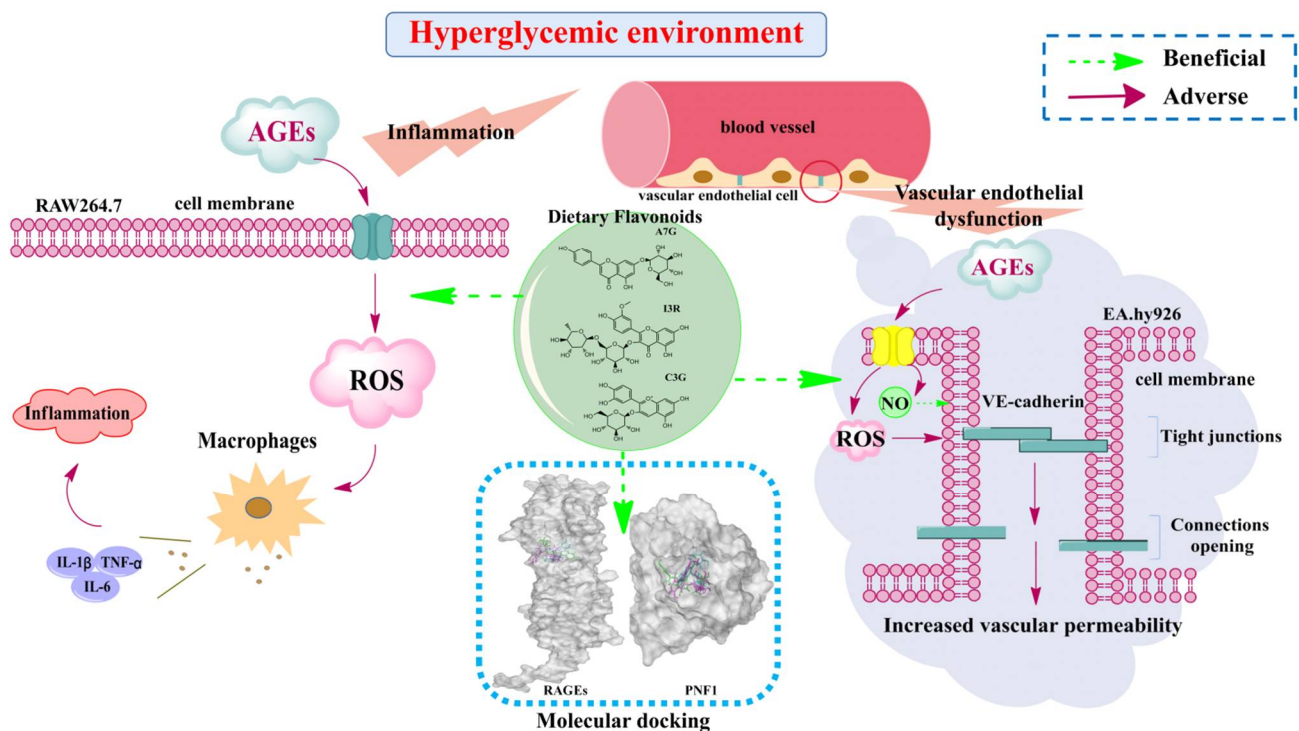 Hyperglycemic environment
Beneficial
Adverse
AGEs
Inflammation
blood vessel
vascular endothelial cell
Vascular endothelial
dysfunction
RAW264.7
cell membrane
Dietary Flavonoids
A7G
I3R
C3G
AGEs
EA.hy926
cell membrane
ROS
NO
VE-cadherin
ROS
Tight junctions
Inflammation
Macrophages
Connections
opening
IL-1β
TNF-α
IL-6
Increased vascular permeability
RAGEs
PNF1
Molecular docking